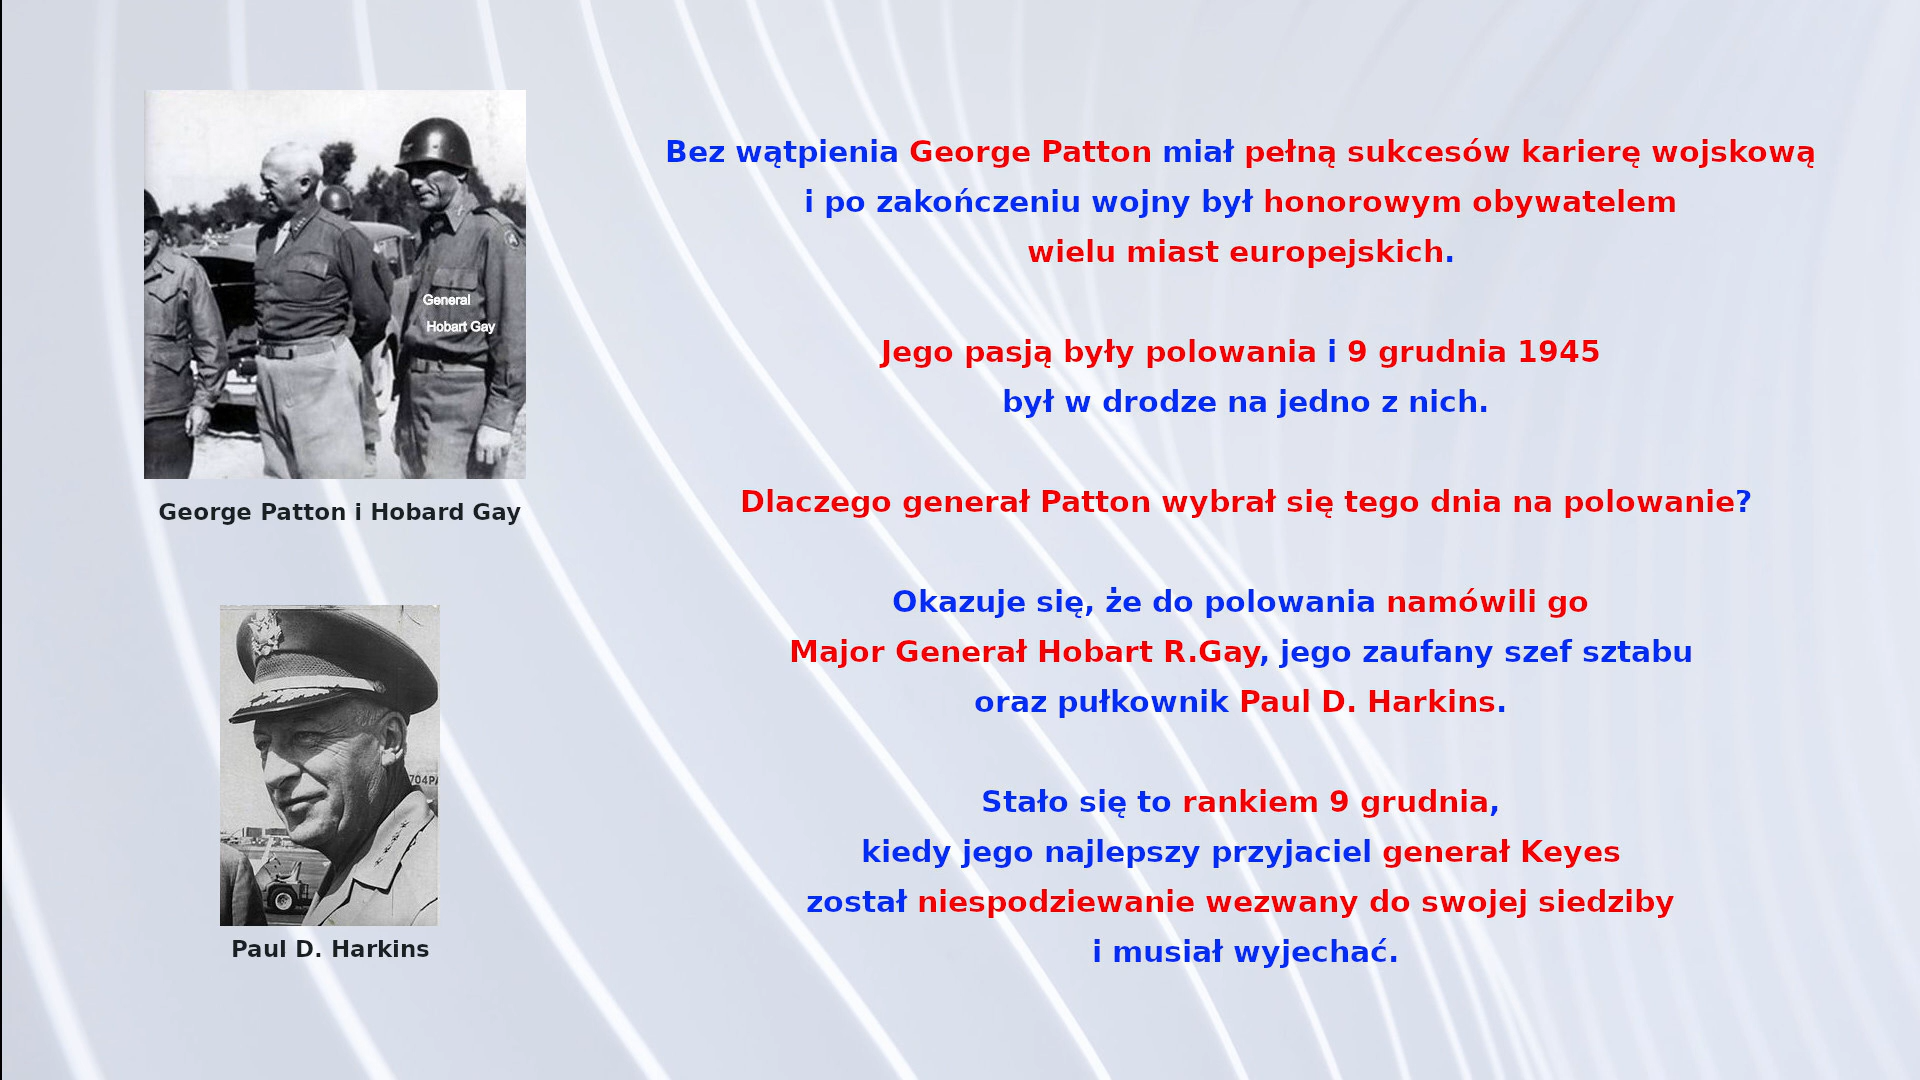 General
Hobart Gay
George Patton i Hobard Gay
704PA
Paul D. Harkins
Bez wątpienia George Patton miał pełną sukcesów karierę wojskową
i po zakończeniu wojny był honorowym obywatelem
wielu miast europejskich.
Jego pasją były polowania i 9 grudnia 1945
był w drodze na jedno z nich.
Dlaczego generał Patton wybrał się tego dnia na polowanie?
Okazuje się, że do polowania namówili go
Major Generał Hobart R.Gay, jego zaufany szef sztabu
oraz pułkownik Paul D. Harkins.
Stało się to rankiem 9 grudnia,
kiedy jego najlepszy przyjaciel generał Keyes
został niespodziewanie wezwany do swojej siedziby
i musiał wyjechać.